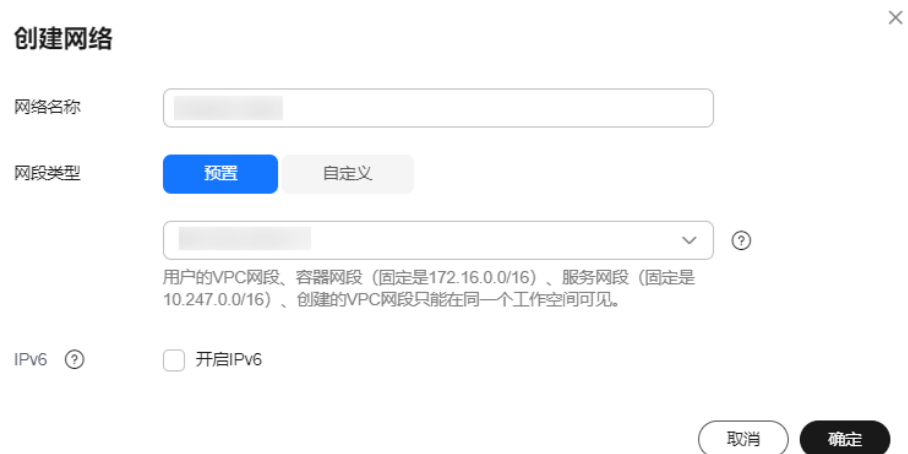 创建网络
网络名称
网段类型 预置 自定义
用户的VPC网段、容器网段（固定是172.16.0.0/16）、服务网段（固定是
10.247.0.0/16）、创建的VPC网段只能在同一个工作空间可见。
IPv6 开启IPv6
取消 确定